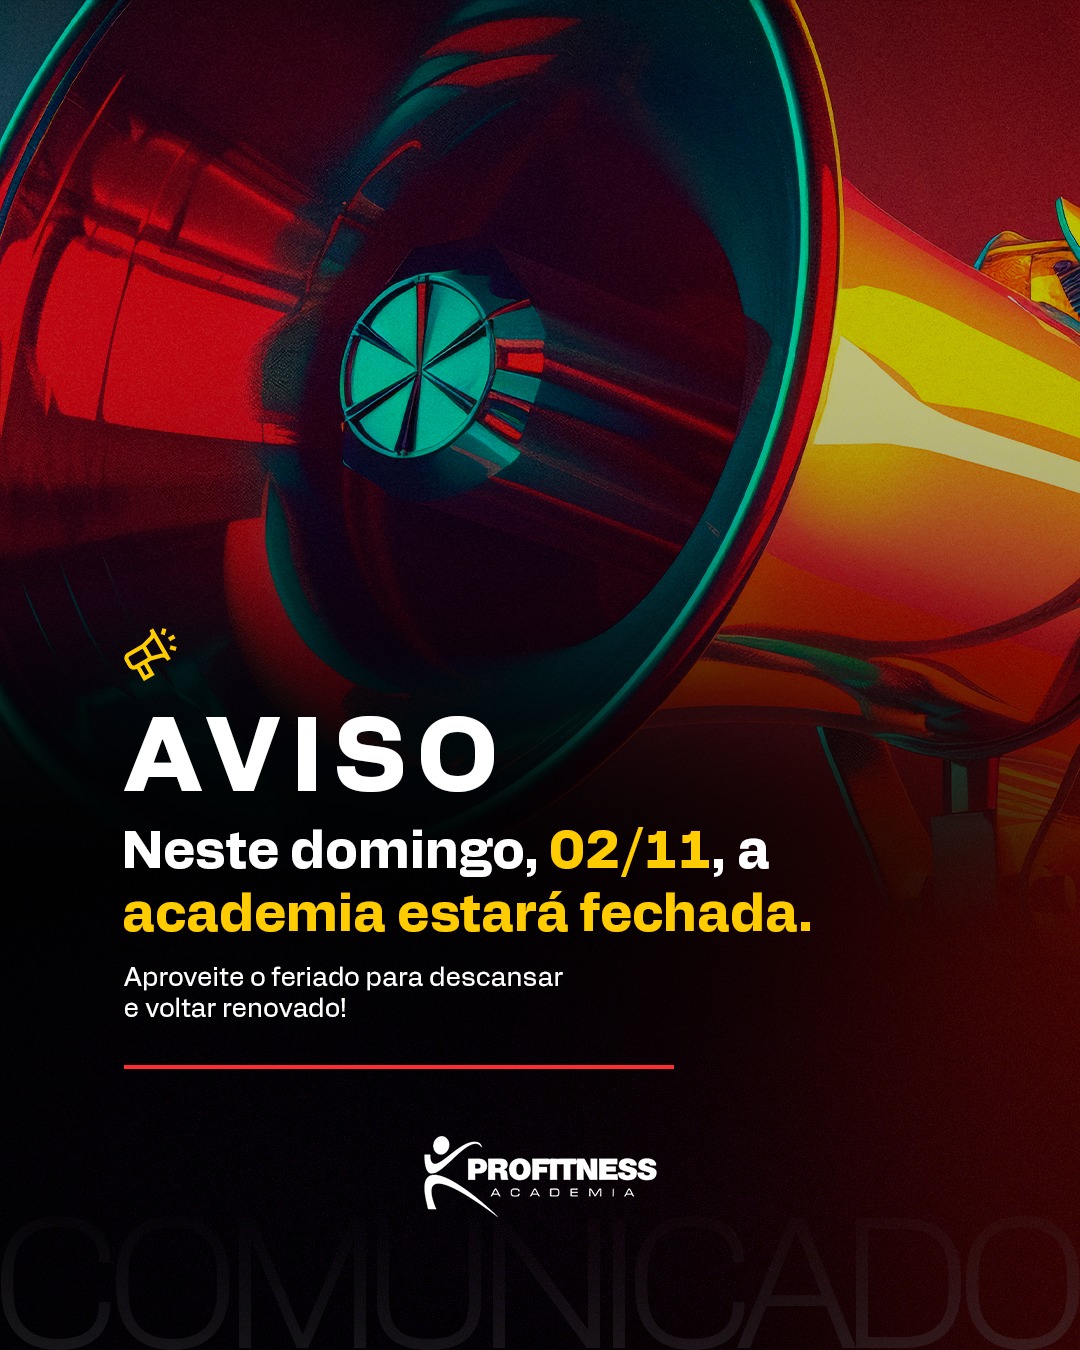 AVISO
Neste domingo, 02/11, a
academia estará fechada.
Aproveite o feriado para descansar
e voltar renovado!
PROFITNESS
ACADEMIA
COMUNICADO